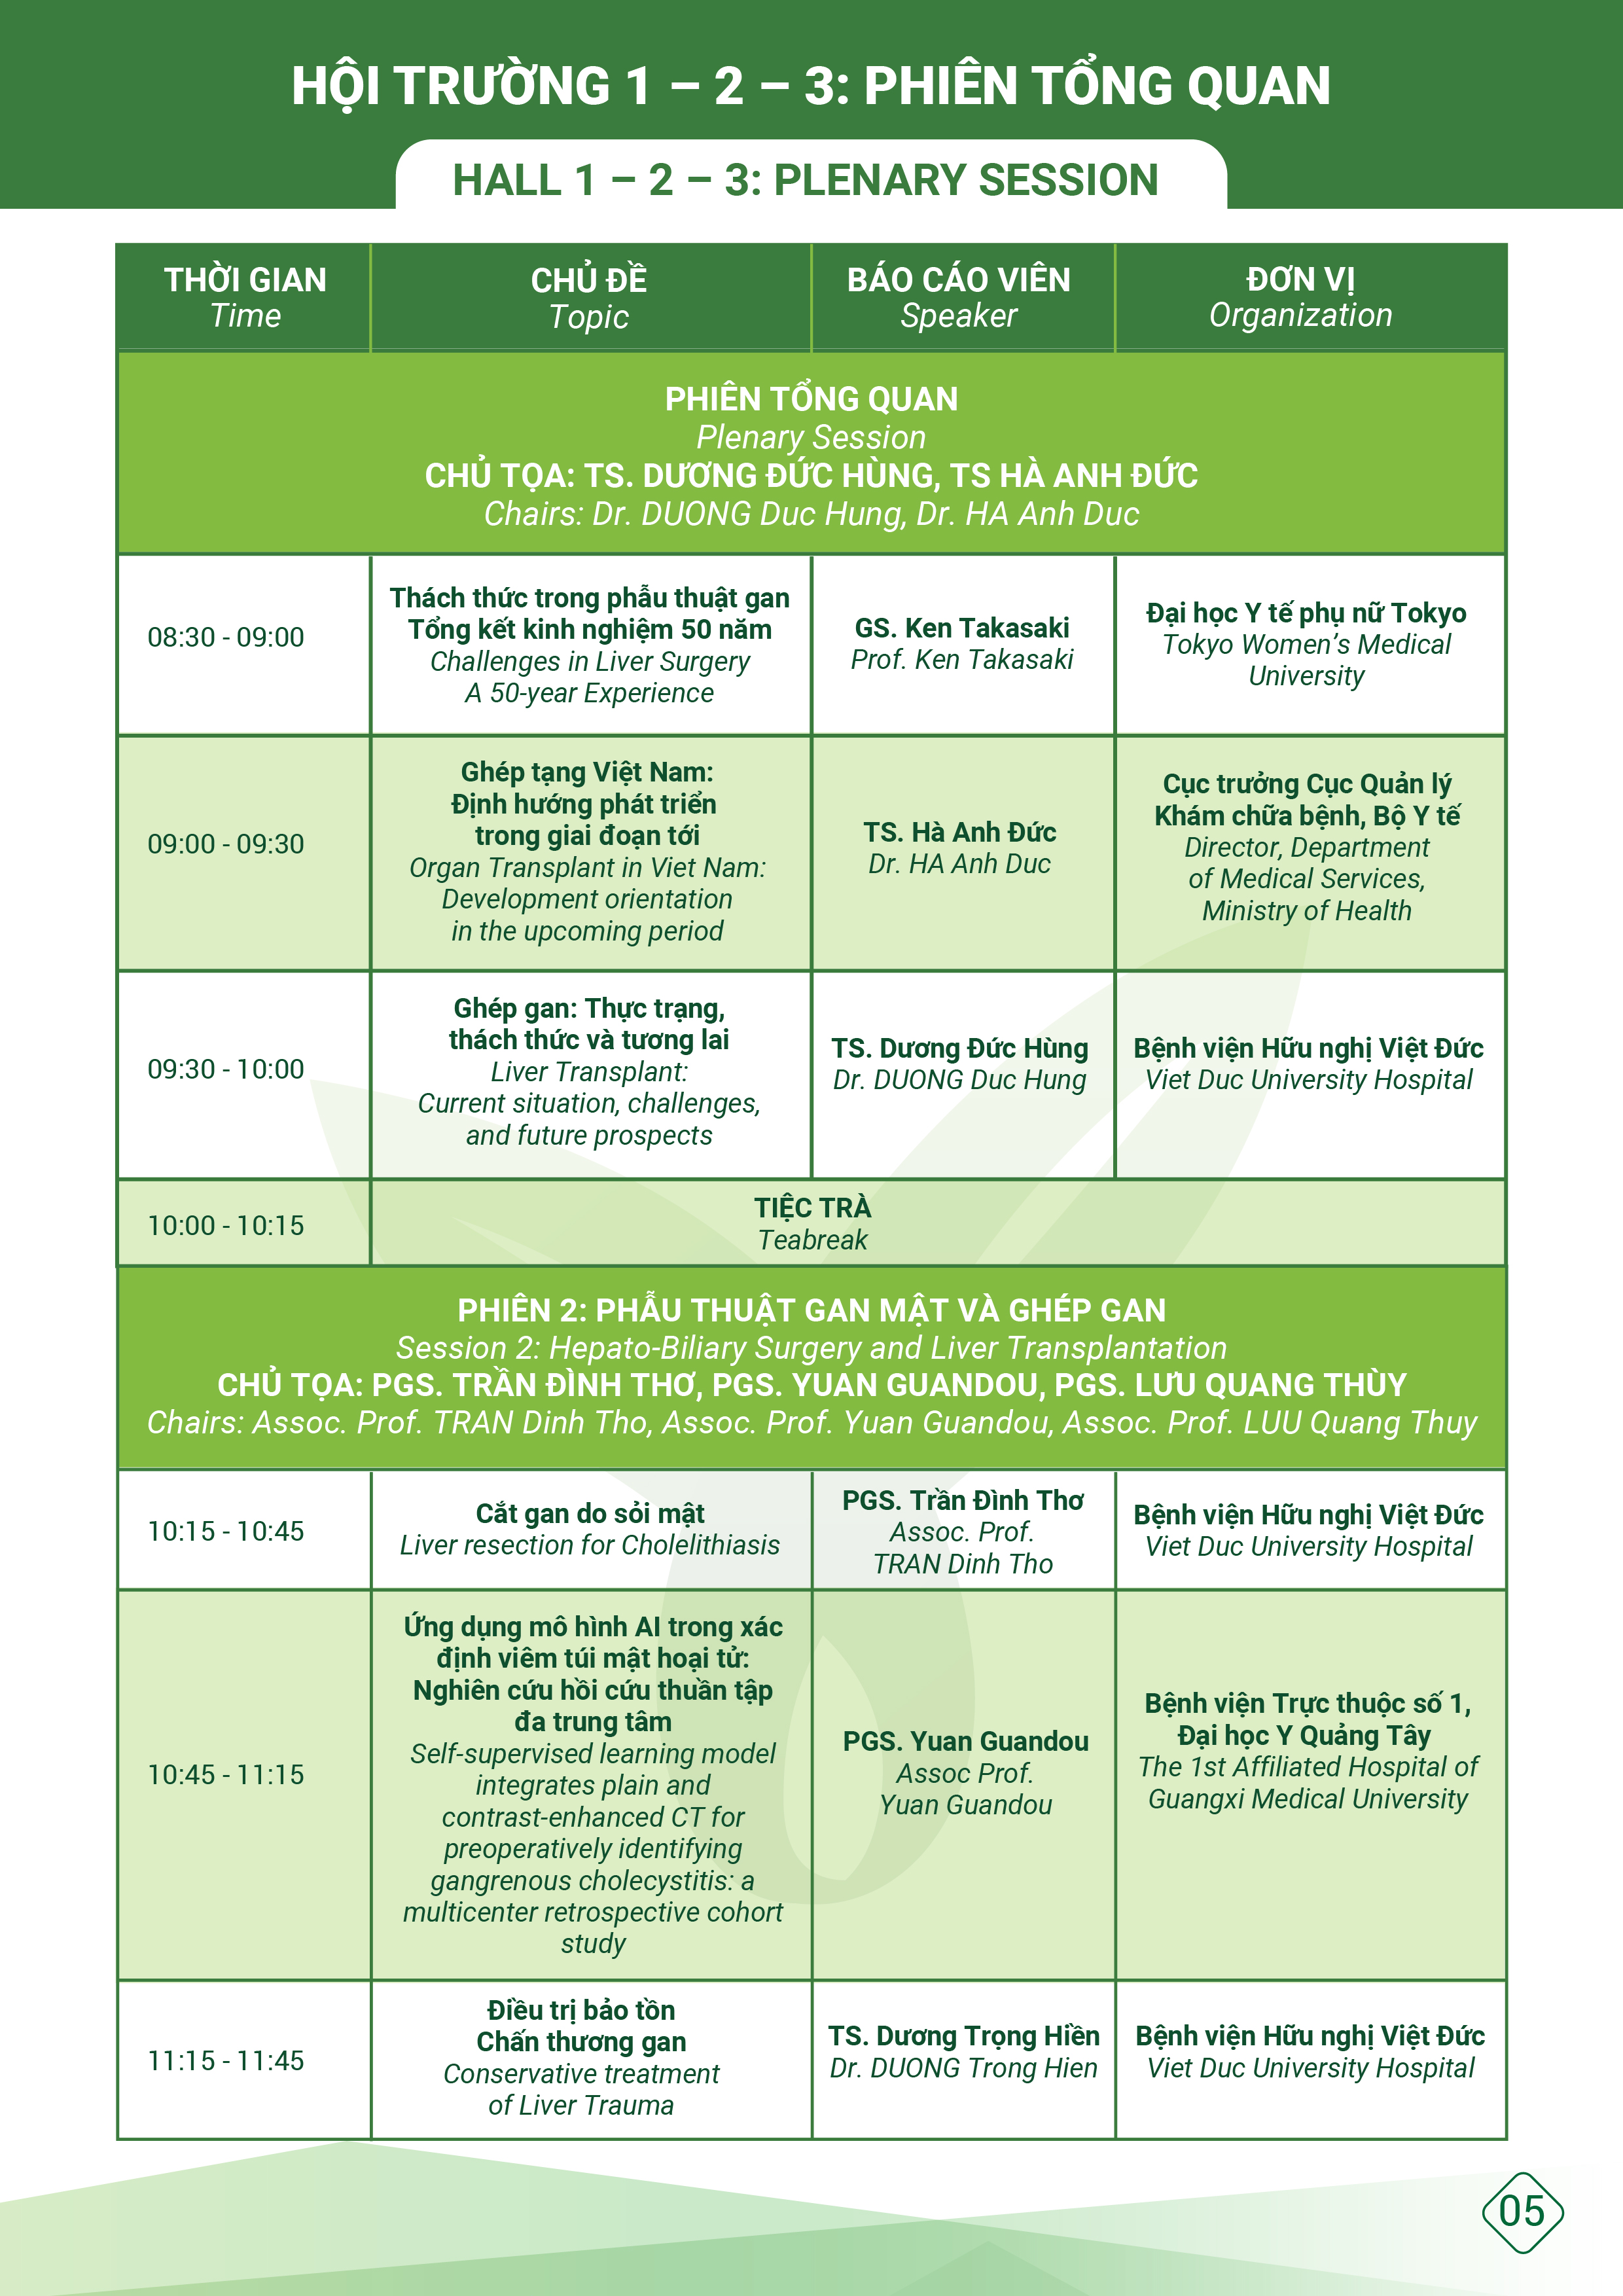 HỘI TRƯỜNG 1 – 2 – 3: PHIÊN TỔNG QUAN
HALL 1 – 2 – 3: PLENARY SESSION
THỜI GIAN
Time
CHỦ ĐỀ
Topic
BÁO CÁO VIÊN
Speaker
ĐƠN VỊ
Organization
PHIÊN TỔNG QUAN
Plenary Session
CHỦ TỌA: TS. DƯƠNG ĐỨC HÙNG, TS HÀ ANH ĐỨC
Chairs: Dr. DUONG Duc Hung, Dr. HA Anh Duc
08:30 - 09:00
Thách thức trong phẫu thuật gan
Tổng kết kinh nghiệm 50 năm
Challenges in Liver Surgery
A 50-year Experience
GS. Ken Takasaki
Prof. Ken Takasaki
Đại học Y tế phụ nữ Tokyo
Tokyo Women’s Medical
University
09:00 - 09:30
Ghép tạng Việt Nam:
Định hướng phát triển
trong giai đoạn tới
Organ Transplant in Viet Nam:
Development orientation
in the upcoming period
TS. Hà Anh Đức
Dr. HA Anh Duc
Cục trưởng Cục Quản lý
Khám chữa bệnh, Bộ Y tế
Director, Department
of Medical Services,
Ministry of Health
09:30 - 10:00
Ghép gan: Thực trạng,
thách thức và tương lai
Liver Transplant:
Current situation, challenges,
and future prospects
TS. Dương Đức Hùng
Dr. DUONG Duc Hung
Bệnh viện Hữu nghị Việt Đức
Viet Duc University Hospital
10:00 - 10:15
TIỆC TRÀ
Teabreak
PHIÊN 2: PHẪU THUẬT GAN MẬT VÀ GHÉP GAN
Session 2: Hepato-Biliary Surgery and Liver Transplantation
CHỦ TỌA: PGS. TRẦN ĐÌNH THƠ, PGS. YUAN GUANDOU, PGS. LƯU QUANG THÙY
Chairs: Assoc. Prof. TRAN Dinh Tho, Assoc. Prof. Yuan Guandou, Assoc. Prof. LUU Quang Thuy
10:15 - 10:45
Cắt gan do sỏi mật
Liver resection for Cholelithiasis
PGS. Trần Đình Thơ
Assoc. Prof.
TRAN Dinh Tho
Bệnh viện Hữu nghị Việt Đức
Viet Duc University Hospital
10:45 - 11:15
Ứng dụng mô hình AI trong xác
định viêm túi mật hoại tử:
Nghiên cứu hồi cứu thuần tập
đa trung tâm
Self-supervised learning model
integrates plain and
contrast-enhanced CT for
preoperatively identifying
gangrenous cholecystitis: a
multicenter retrospective cohort
study
PGS. Yuan Guandou
Assoc Prof.
Yuan Guandou
Bệnh viện Trực thuộc số 1,
Đại học Y Quảng Tây
The 1st Affiliated Hospital of
Guangxi Medical University
11:15 - 11:45
Điều trị bảo tồn
Chấn thương gan
Conservative treatment
of Liver Trauma
TS. Dương Trọng Hiền
Dr. DUONG Trong Hien
Bệnh viện Hữu nghị Việt Đức
Viet Duc University Hospital
05